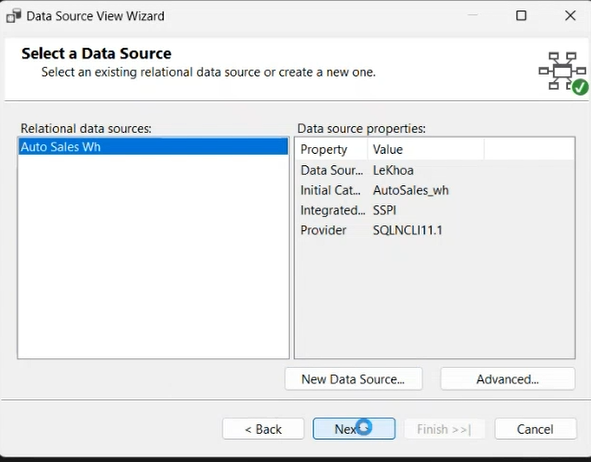 Data Source View Wizard
Select a Data Source
Select an existing relational data source or create a new one.
Relational data sources:
Auto Sales Wh
Data source properties:
Property Value
Data Sour... LeKhoa
Initial Cat... AutoSales_wh
Integrated... SSPI
Provider SQLNCLI11.1
New Data Source...
Advanced...
< Back
Next
Finish >>|
Cancel